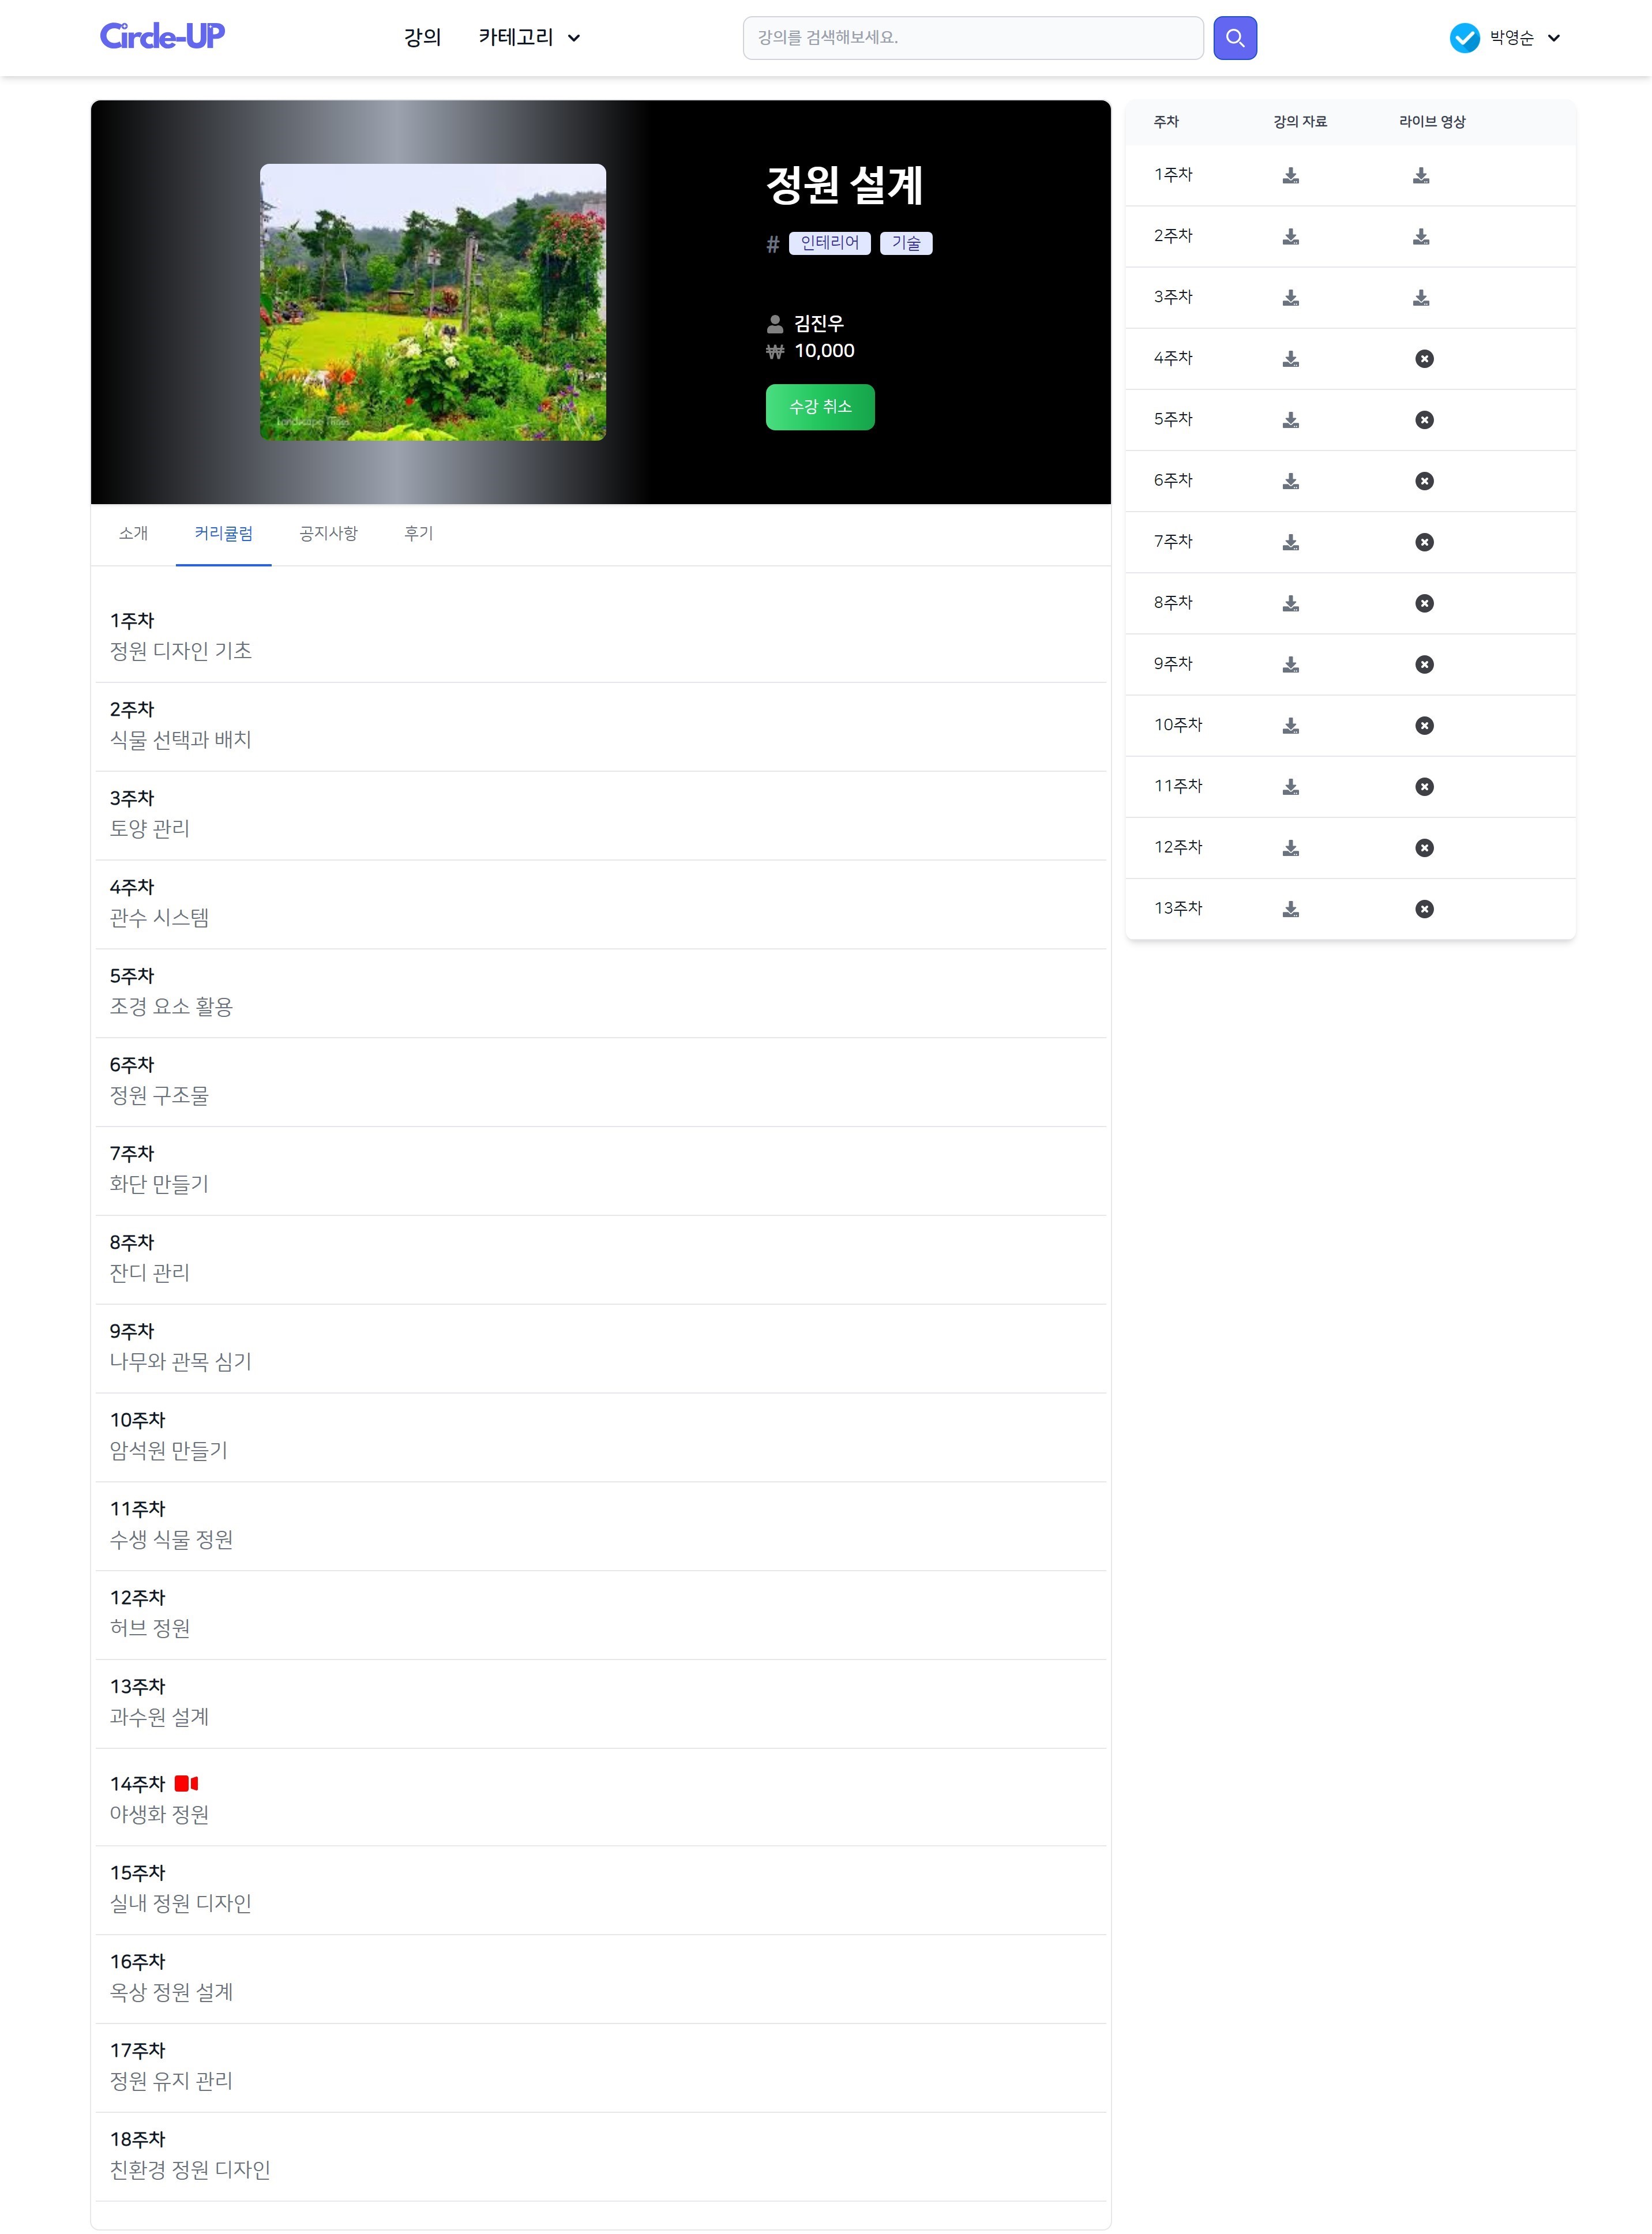 Circle-UP
강의
카테고리
강의를 검색해보세요.
박영순
정원 설계
# 인테리어 기술
김진우
₩ 10,000
수강 취소
소개 커리큘럼 공지사항 후기
1주차
정원 디자인 기초
2주차
식물 선택과 배치
3주차
토양 관리
4주차
관수 시스템
5주차
조경 요소 활용
6주차
정원 구조물
7주차
화단 만들기
8주차
잔디 관리
9주차
나무와 관목 심기
10주차
암석원 만들기
11주차
수생 식물 정원
12주차
허브 정원
13주차
과수원 설계
14주차
야생화 정원
15주차
실내 정원 디자인
16주차
옥상 정원 설계
17주차
정원 유지 관리
18주차
친환경 정원 디자인
주차 강의 자료 라이브 영상
1주차
2주차
3주차
4주차
5주차
6주차
7주차
8주차
9주차
10주차
11주차
12주차
13주차